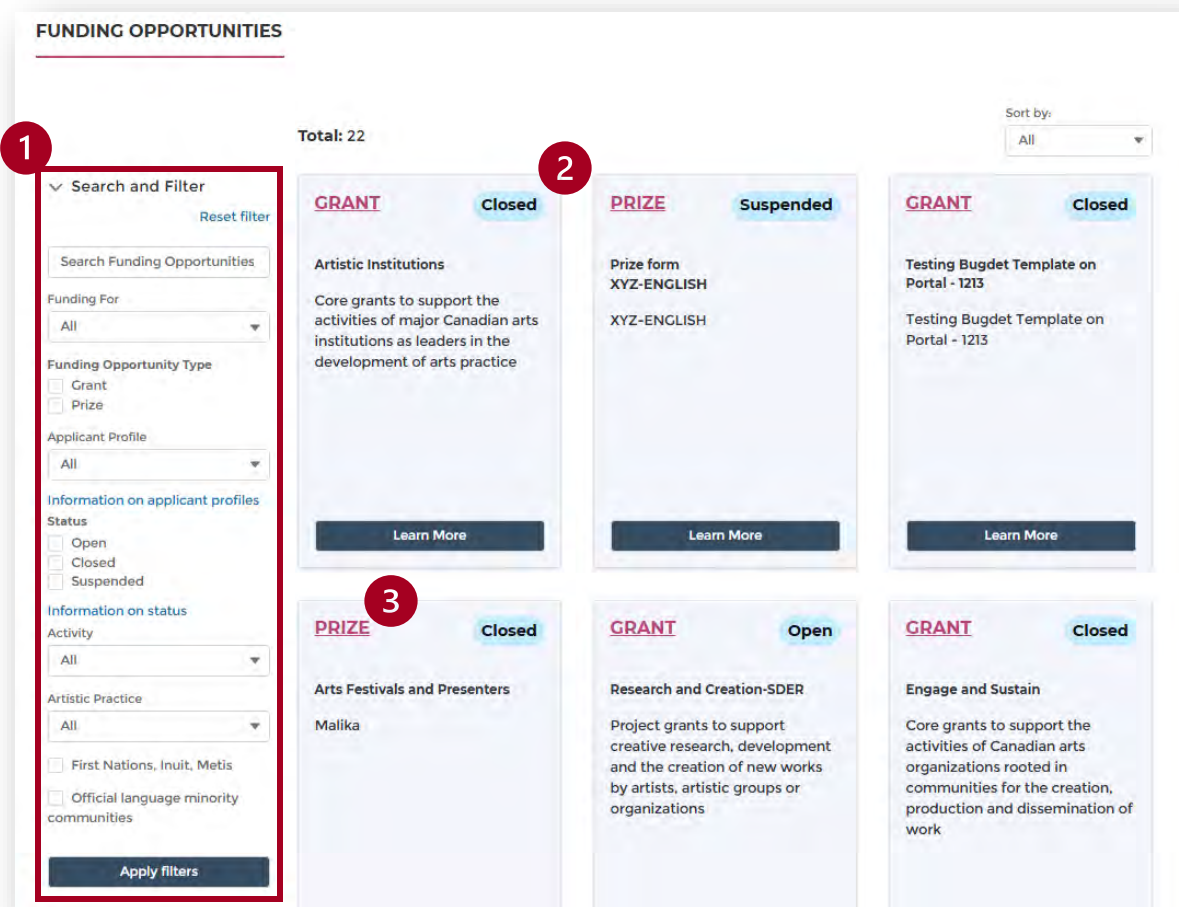 FUNDING OPPORTUNITIES
Sort by:
All
Total: 22
1
Search and Filter
Reset filter
Search Funding Opportunities
Funding For
All
Funding Opportunity Type
Grant
Prize
Applicant Profile
All
Information on applicant profiles
Status
Open
Closed
Suspended
Information on status
Activity
All
Artistic Practice
All
First Nations, Inuit, Metis
Official language minority
communities
Apply filters
2
GRANT
Closed
Artistic Institutions
Core grants to support the
activities of major Canadian arts
institutions as leaders in the
development of arts practice
Learn More
PRIZE
Suspended
Prize form
XYZ-ENGLISH
XYZ-ENGLISH
Learn More
GRANT
Closed
Testing Bugdet Template on
Portal - 1213
Testing Bugdet Template on
Portal - 1213
Learn More
3
PRIZE
Closed
Arts Festivals and Presenters
Malika
GRANT
Open
Research and Creation-SDER
Project grants to support
creative research, development
and the creation of new works
by artists, artistic groups or
organizations
GRANT
Closed
Engage and Sustain
Core grants to support the
activities of Canadian arts
organizations rooted in
communities for the creation,
production and dissemination of
work